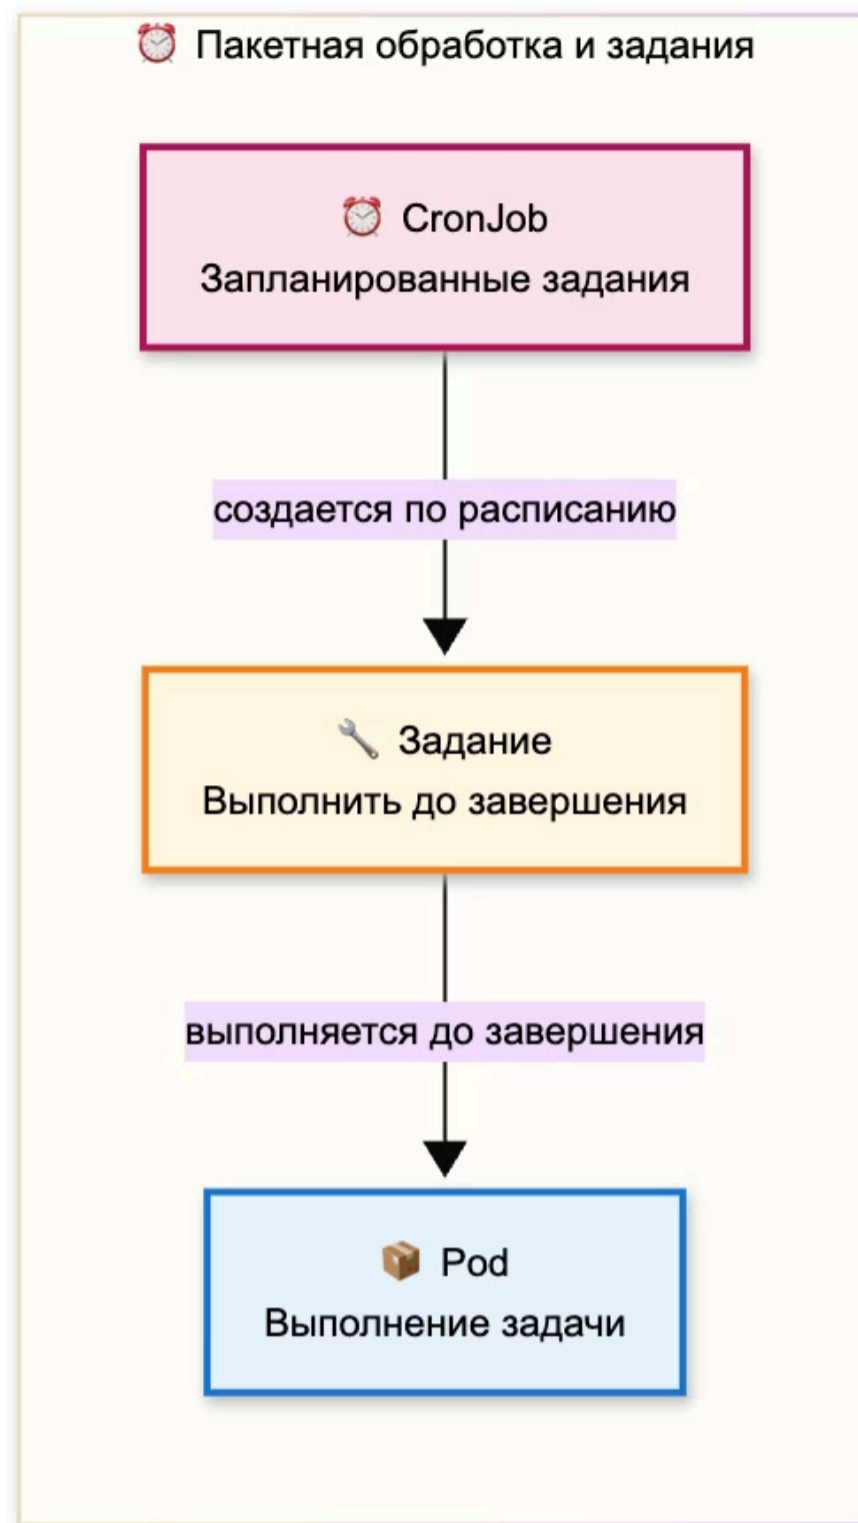 ⏰ Пакетная обработка и задания
⏰ CronJob
Запланированные задания
создается по расписанию
🔧 Задание
Выполнить до завершения
выполняется до завершения
📦 Pod
Выполнение задачи